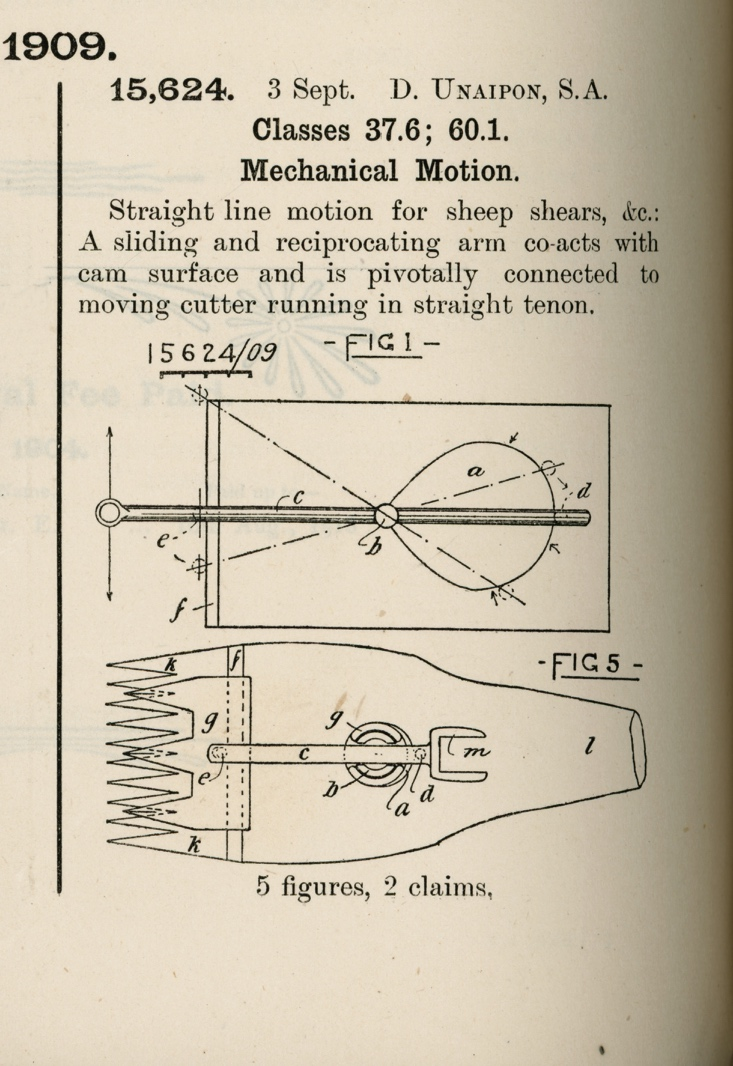 1909.
15,624. 3 Sept. D. UNAIPON, S.A.
Classes 37.6; 60.1.
Mechanical Motion.
Straight line motion for sheep shears, &c.:
A sliding and reciprocating arm co-acts with
cam surface and is pivotally connected to
moving cutter running in straight tenon.
15624/09
- FIG 1 -
a
c
d
e
b
f
- FIG 5 -
k
f
g
g
e
c
m
l
b
a
d
k
5 figures, 2 claims,